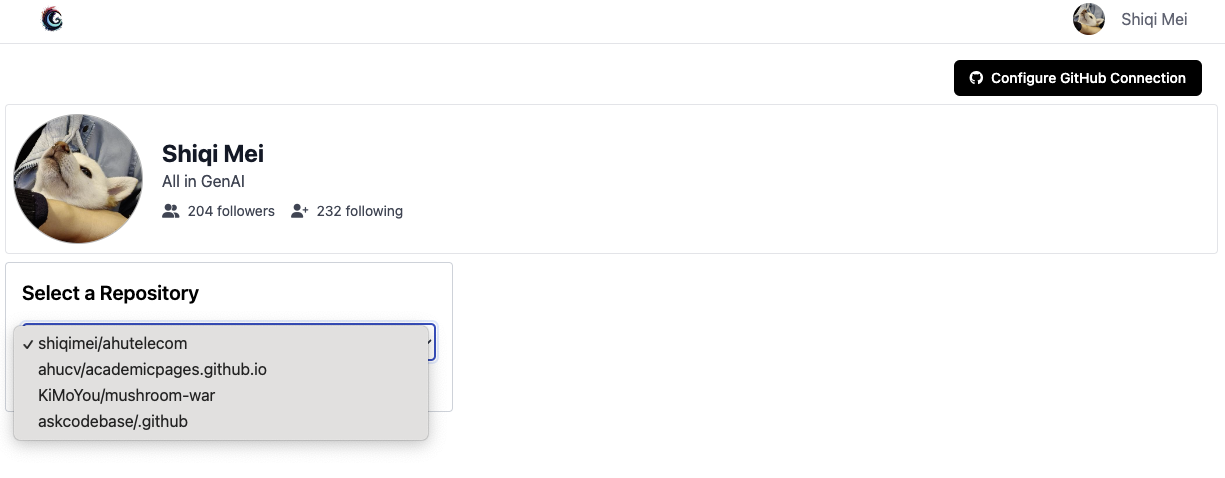 Shiqi Mei
Configure GitHub Connection
Shiqi Mei
All in GenAI
204 followers 232 following
Select a Repository
✓ shiqimei/ahutelecom
ahucv/academicpages.github.io
KiMoYou/mushroom-war
askcodebase/.github